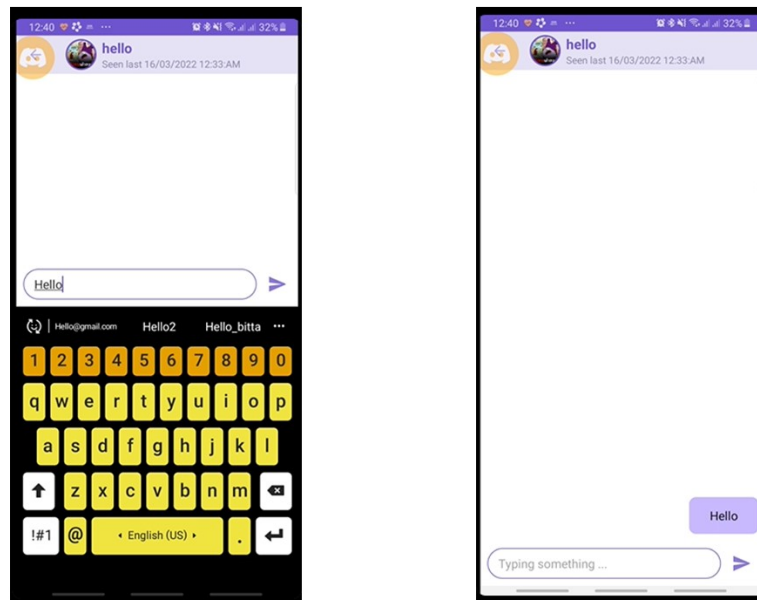 12:40 ... 32%
hello
Seen last 16/03/2022 12:33:AM
Hello
Hello@gmail.com Hello2 Hello_bitta ...
1 2 3 4 5 6 7 8 9 0
q w e r t y u i o p
a s d f g h j k l
z x c v b n m
!#1 @ English (US) .
12:40 ... 32%
hello
Seen last 16/03/2022 12:33:AM
Hello
Typing something ...